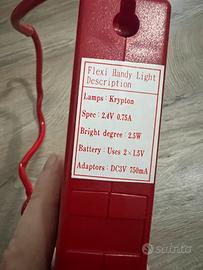 Flexi Handy Light
Description
Lamps: Krypton
Spec: 2.4V 0.75A
Bright degree: 2.5W
Battery: Uses 2×1.5V
Adaptors: DC3V 750mA
subito